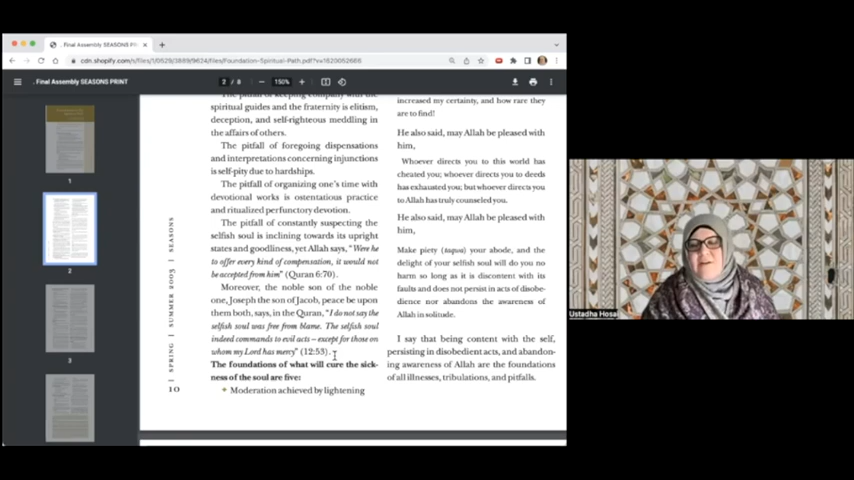 . Final Assembly SEASONS PRINT
cdn.shopify.com/s/files/1/0529/3889/9624/files/Foundation-Spiritual-Path.pdf?v=1620052686
. Final Assembly SEASONS PRINT
2 / 8
150%
1
2
3
SPRING | SUMMER 2003 | SEASONS
10
The pitfall of keeping company with the
spiritual guides and the fraternity is elitism,
deception, and self-righteous meddling in
the affairs of others.
The pitfall of foregoing dispensations
and interpretations concerning injunctions
is self-pity due to hardships.
The pitfall of organizing one's time with
devotional works is ostentatious practice
and ritualized perfunctory devotion.
The pitfall of constantly suspecting the
selfish soul is inclining towards its upright
states and goodliness, yet Allah says, "Were he
to offer every kind of compensation, it would not
be accepted from him" (Quran 6:70).
Moreover, the noble son of the noble
one, Joseph the son of Jacob, peace be upon
them both, says, in the Quran, "I do not say the
selfish soul was free from blame. The selfish soul
indeed commands to evil acts – except for those on
whom my Lord has mercy" (12:53).
The foundations of what will cure the sick-
ness of the soul are five:
Moderation achieved by lightening
increased my certainty, and how rare they
are to find!
He also said, may Allah be pleased with
him,
Whoever directs you to this world has
cheated you; whoever directs you to deeds
has exhausted you; but whoever directs you
to Allah has truly counseled you.
He also said, may Allah be pleased with
him,
Make piety (taqwa) your abode, and the
delight of your selfish soul will do you no
harm so long as it is discontent with its
faults and does not persist in acts of disobe-
dience nor abandons the awareness of
Allah in solitude.
I say that being content with the self,
persisting in disobedient acts, and abandon-
ing awareness of Allah are the foundations
of all illnesses, tribulations, and pitfalls.
Ustadha Hosai